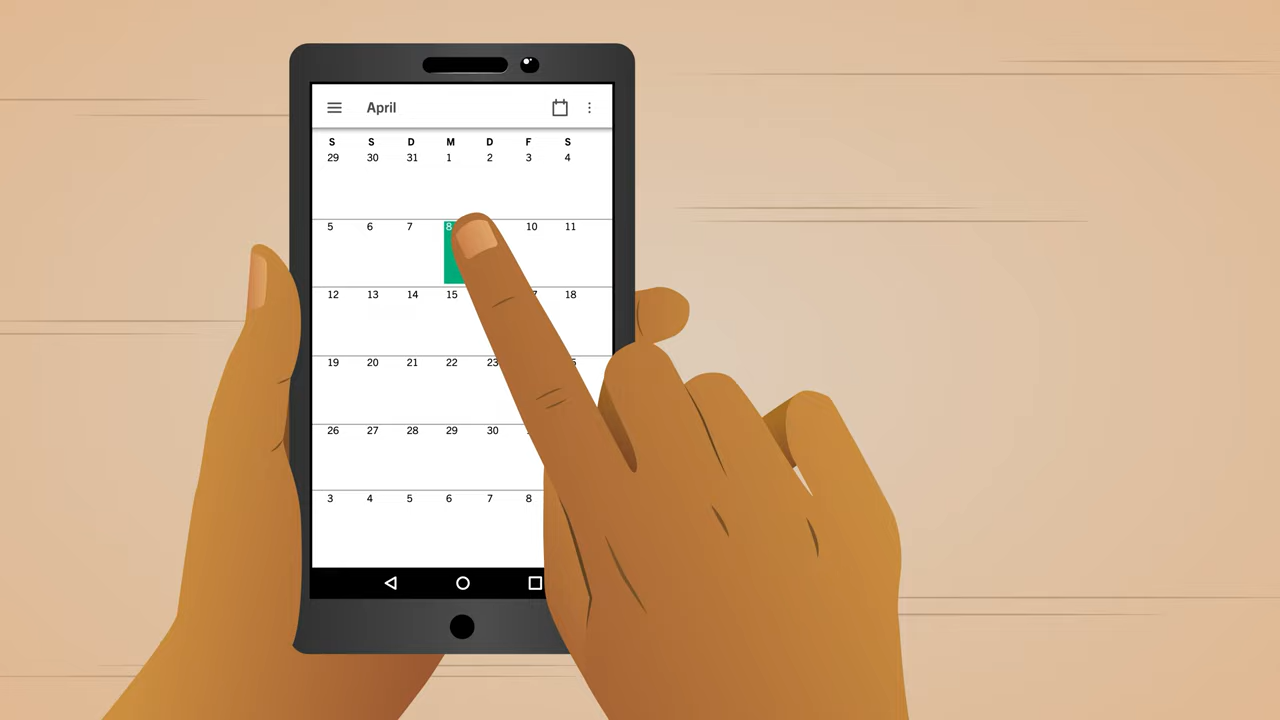 April
S S D M D F S
29 30 31 1 2 3 4
5 6 7 8 10 11
12 13 14 15 18
19 20 21 22 23
26 27 28 29 30
3 4 5 6 7 8